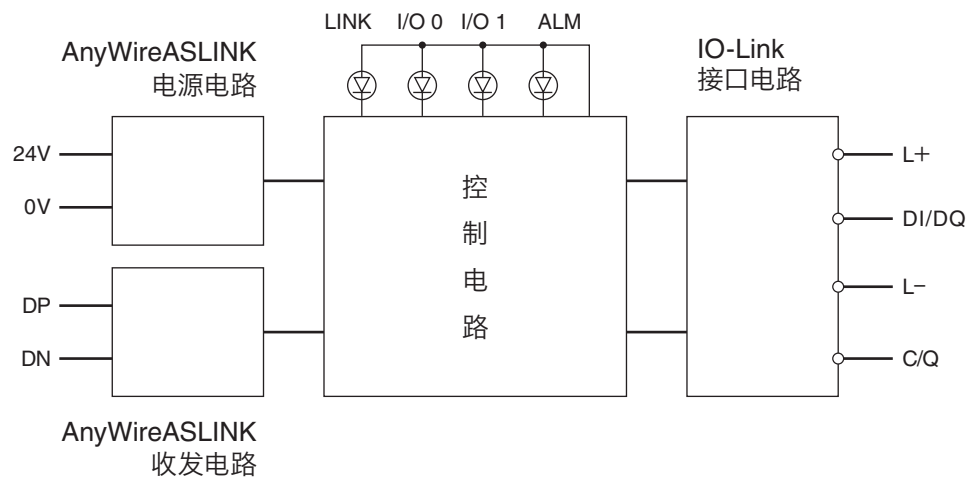 LINK I/O 0 I/O 1 ALM
AnyWireASLINK
电源电路
IO-Link
接口电路
24V
0V
DP
DN
控
制
电
路
L+
DI/DQ
L−
C/Q
AnyWireASLINK
收发电路